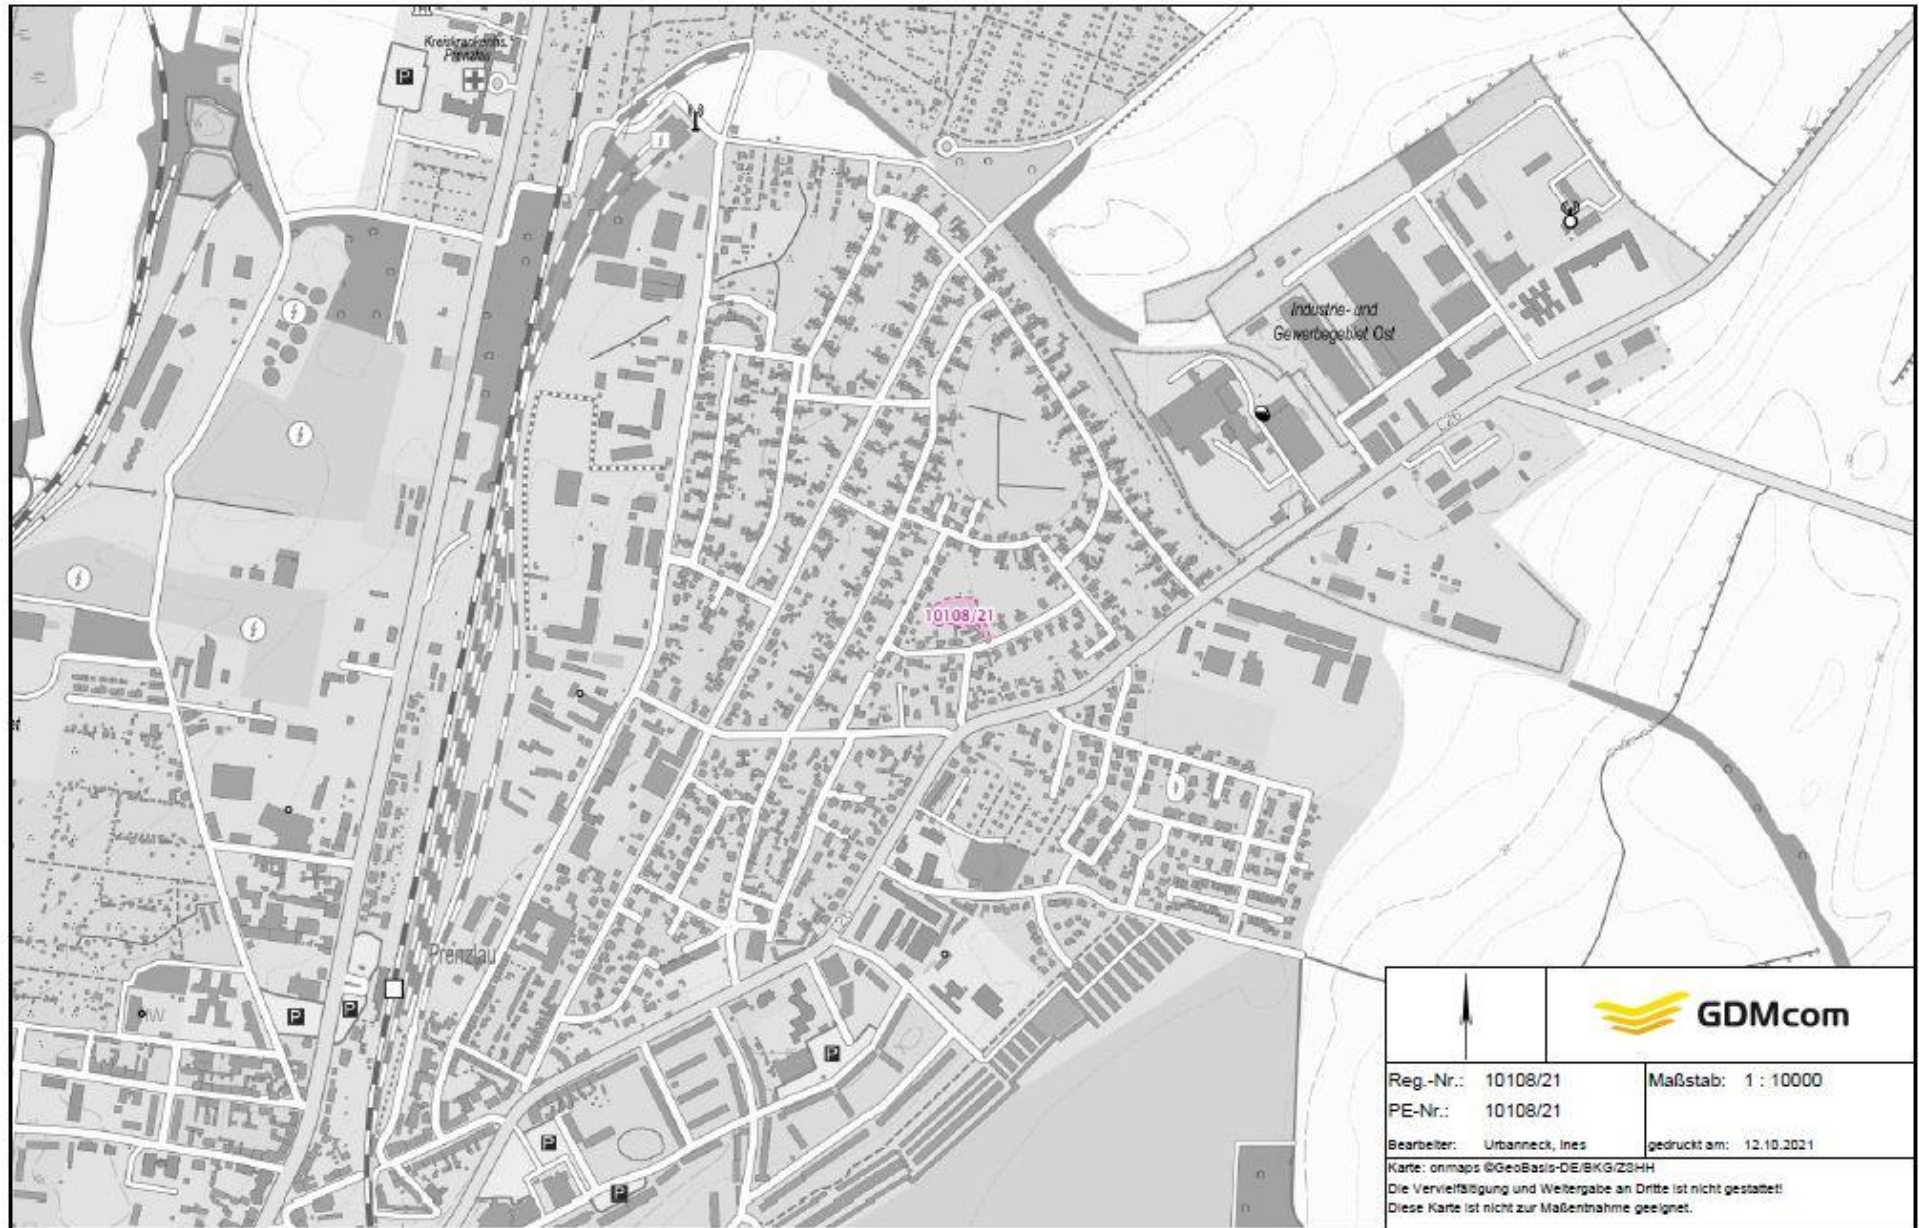 Kreiskrankenhs.
Prenzlau
P
Industrie- und
Gewerbegebiet Ost
10108/21
Prenzlau
P
P
P
P
P
GDMcom
Reg.-Nr.: 10108/21
Maßstab: 1 : 10000
PE-Nr.: 10108/21
Bearbeiter: Urbanneck, Ines
gedruckt am: 12.10.2021
Karte: onmaps ©GeoBasis-DE/BKG/ZSHH
Die Vervielfältigung und Weitergabe an Dritte ist nicht gestattet!
Diese Karte ist nicht zur Maßentnahme geeignet.